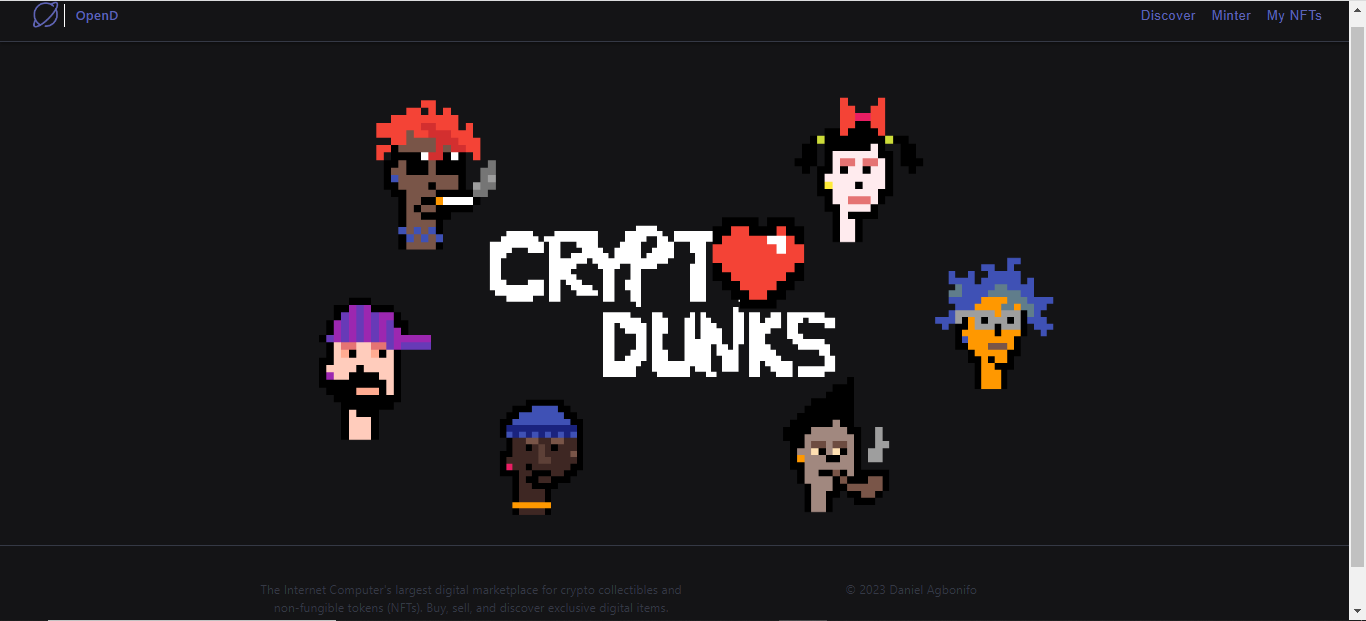 OpenD
Discover Minter My NFTs
CRYPT
DUNKS
The Internet Computer's largest digital marketplace for crypto collectibles and
non-fungible tokens (NFTs). Buy, sell, and discover exclusive digital items.
© 2023 Daniel Agbonifo